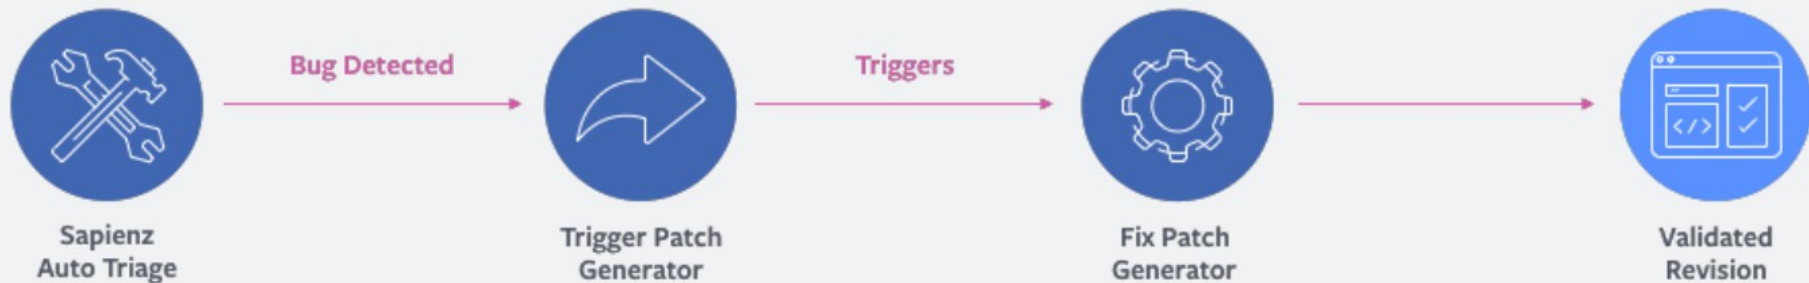 Bug Detected
Triggers
</>
Sapienz
Auto Triage
Trigger Patch
Generator
Fix Patch
Generator
Validated
Revision